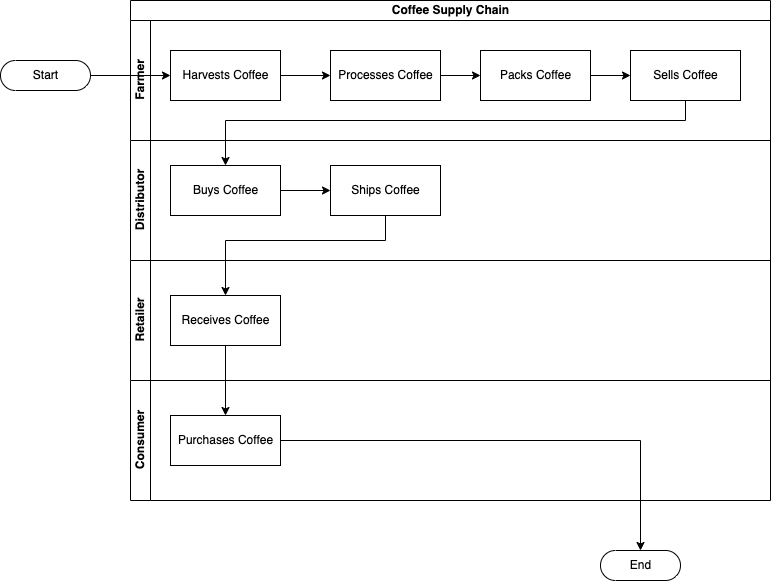 Coffee Supply Chain
Start
Farmer
Harvests Coffee
Processes Coffee
Packs Coffee
Sells Coffee
Distributor
Buys Coffee
Ships Coffee
Retailer
Receives Coffee
Consumer
Purchases Coffee
End